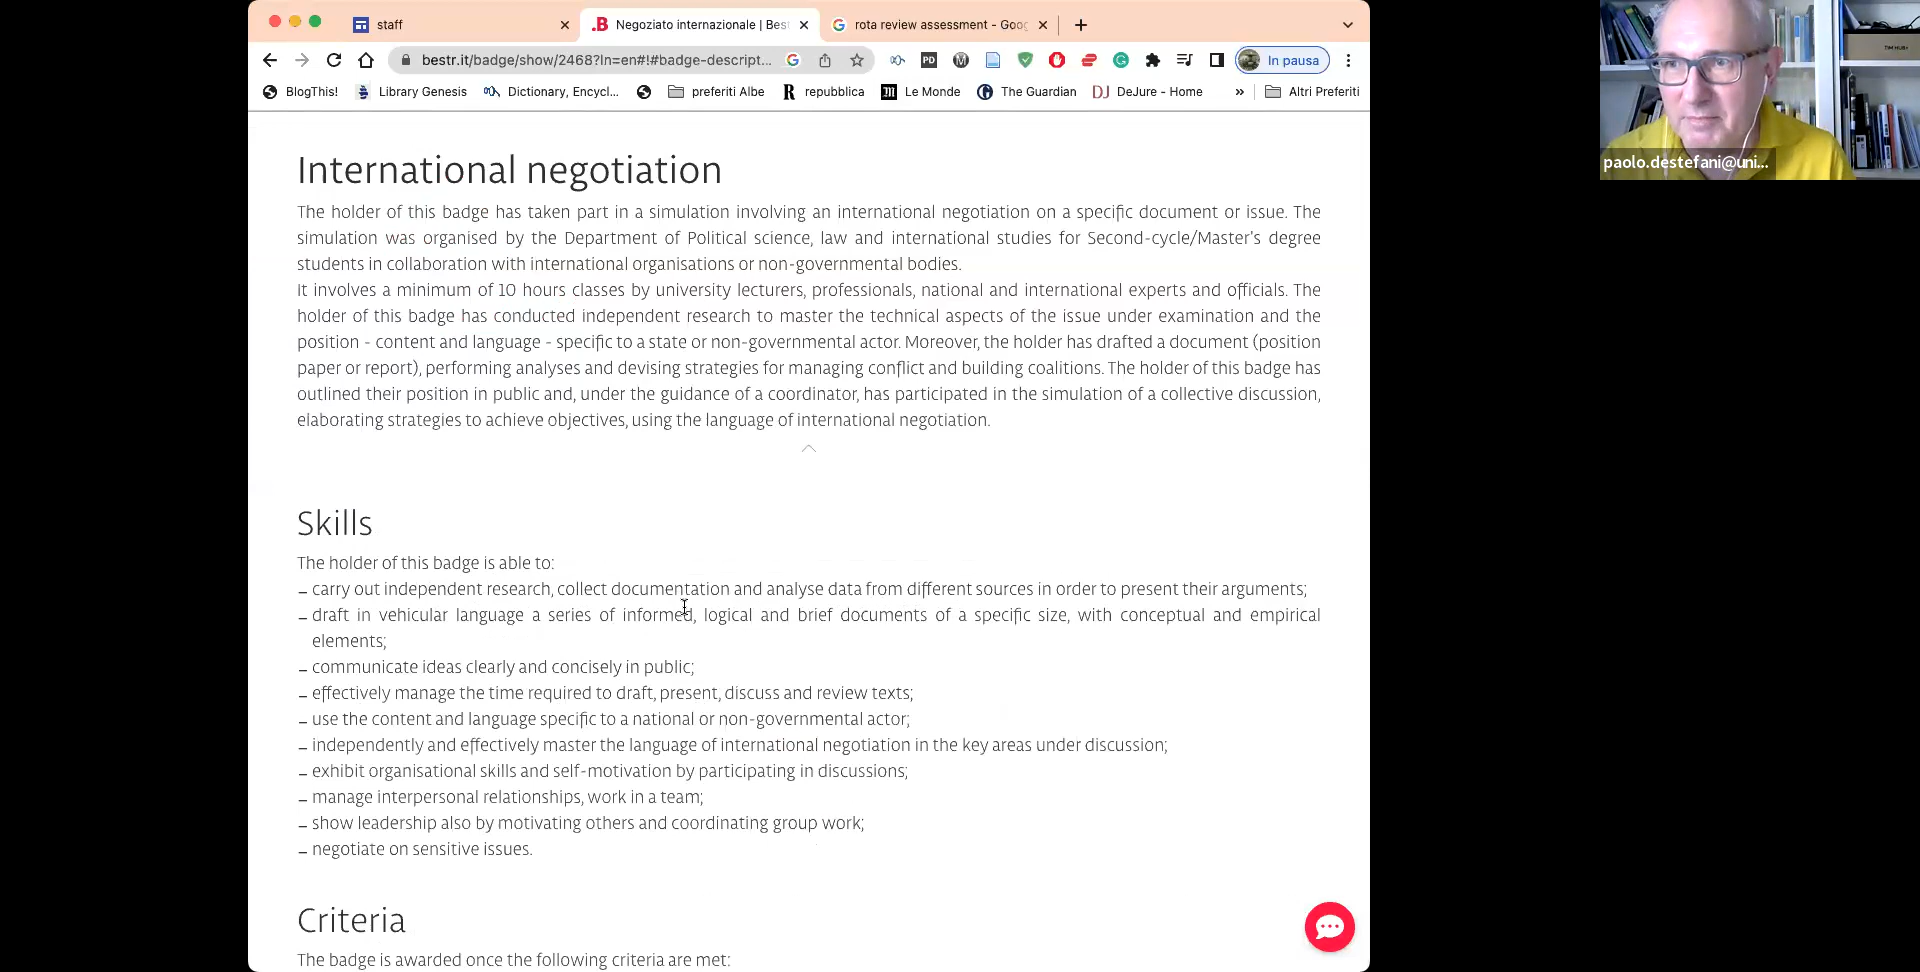 staff
Negoziato internazionale | Bes
rota review assessment - Goo
bestr.it/badge/show/2468?ln=en#!#badge-descript...
PD
M
In pausa
BlogThis!
Library Genesis
Dictionary, Encycl...
preferiti Albe
R repubblica
Le Monde
The Guardian
DJ DeJure - Home
»
Altri Preferiti
paolo.destefani@uni...
International negotiation
The holder of this badge has taken part in a simulation involving an international negotiation on a specific document or issue. The
simulation was organised by the Department of Political science, law and international studies for Second-cycle/Master's degree
students in collaboration with international organisations or non-governmental bodies.
It involves a minimum of 10 hours classes by university lecturers, professionals, national and international experts and officials. The
holder of this badge has conducted independent research to master the technical aspects of the issue under examination and the
position - content and language - specific to a state or non-governmental actor. Moreover, the holder has drafted a document (position
paper or report), performing analyses and devising strategies for managing conflict and building coalitions. The holder of this badge has
outlined their position in public and, under the guidance of a coordinator, has participated in the simulation of a collective discussion,
elaborating strategies to achieve objectives, using the language of international negotiation.
Skills
The holder of this badge is able to:
– carry out independent research, collect documentation and analyse data from different sources in order to present their arguments;
– draft in vehicular language a series of informed, logical and brief documents of a specific size, with conceptual and empirical
elements;
– communicate ideas clearly and concisely in public;
– effectively manage the time required to draft, present, discuss and review texts;
– use the content and language specific to a national or non-governmental actor;
– independently and effectively master the language of international negotiation in the key areas under discussion;
– exhibit organisational skills and self-motivation by participating in discussions;
– manage interpersonal relationships, work in a team;
– show leadership also by motivating others and coordinating group work;
– negotiate on sensitive issues.
Criteria
The badge is awarded once the following criteria are met: